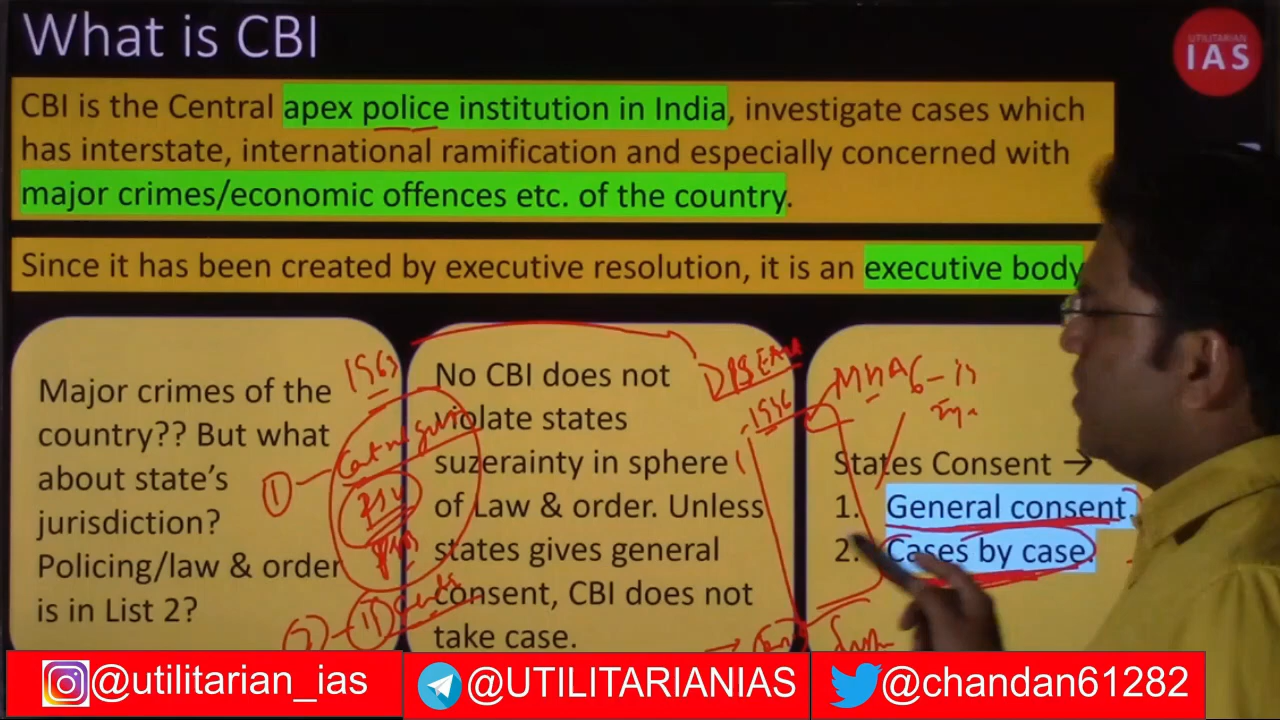 What is CBI
UTILITARIAN
IAS
CBI is the Central apex police institution in India, investigate cases which
has interstate, international ramification and especially concerned with
major crimes/economic offences etc. of the country.
Since it has been created by executive resolution, it is an executive body
Major crimes of the
country?? But what
about state's
jurisdiction?
Policing/law & order
is in List 2?
1963
1
No CBI does not
violate states
suzerainty in sphere
of Law & order. Unless
states gives general
consent, CBI does not
take case.
States Consent →
1. General consent.
2. Cases by case.
@utilitarian_ias
@UTILITARIANIAS
@chandan61282